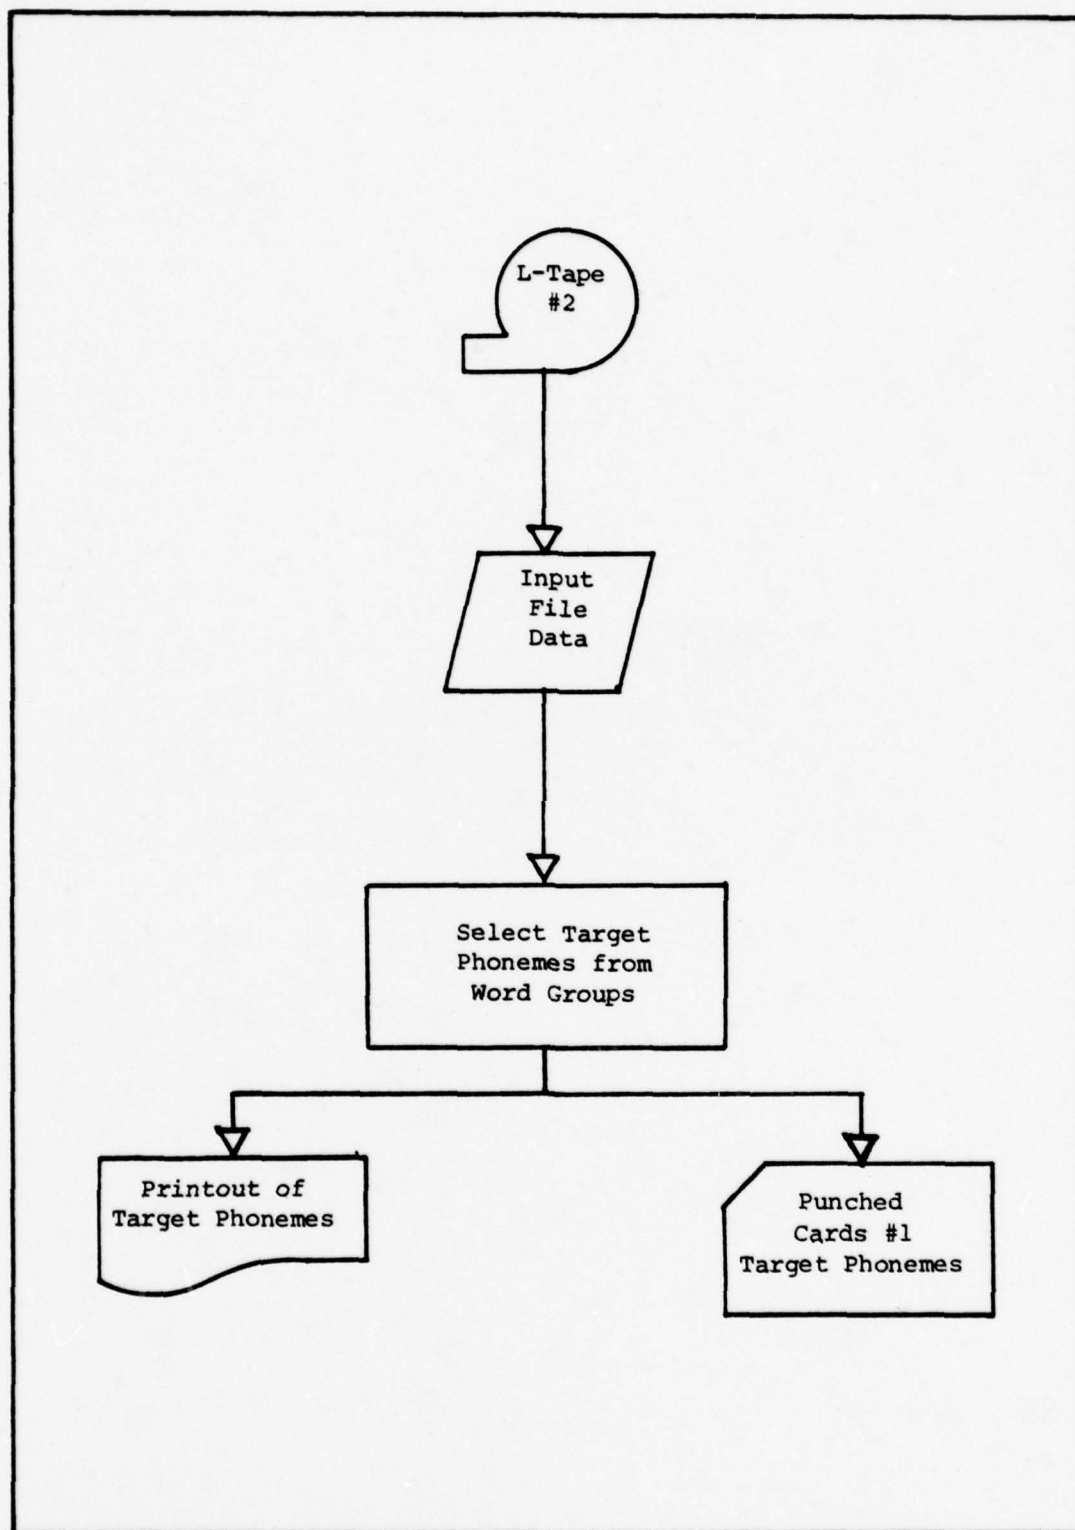 L-Tape
#2
Input
File
Data
Select Target
Phonemes from
Word Groups
Printout of
Target Phonemes
Punched
Cards #1
Target Phonemes